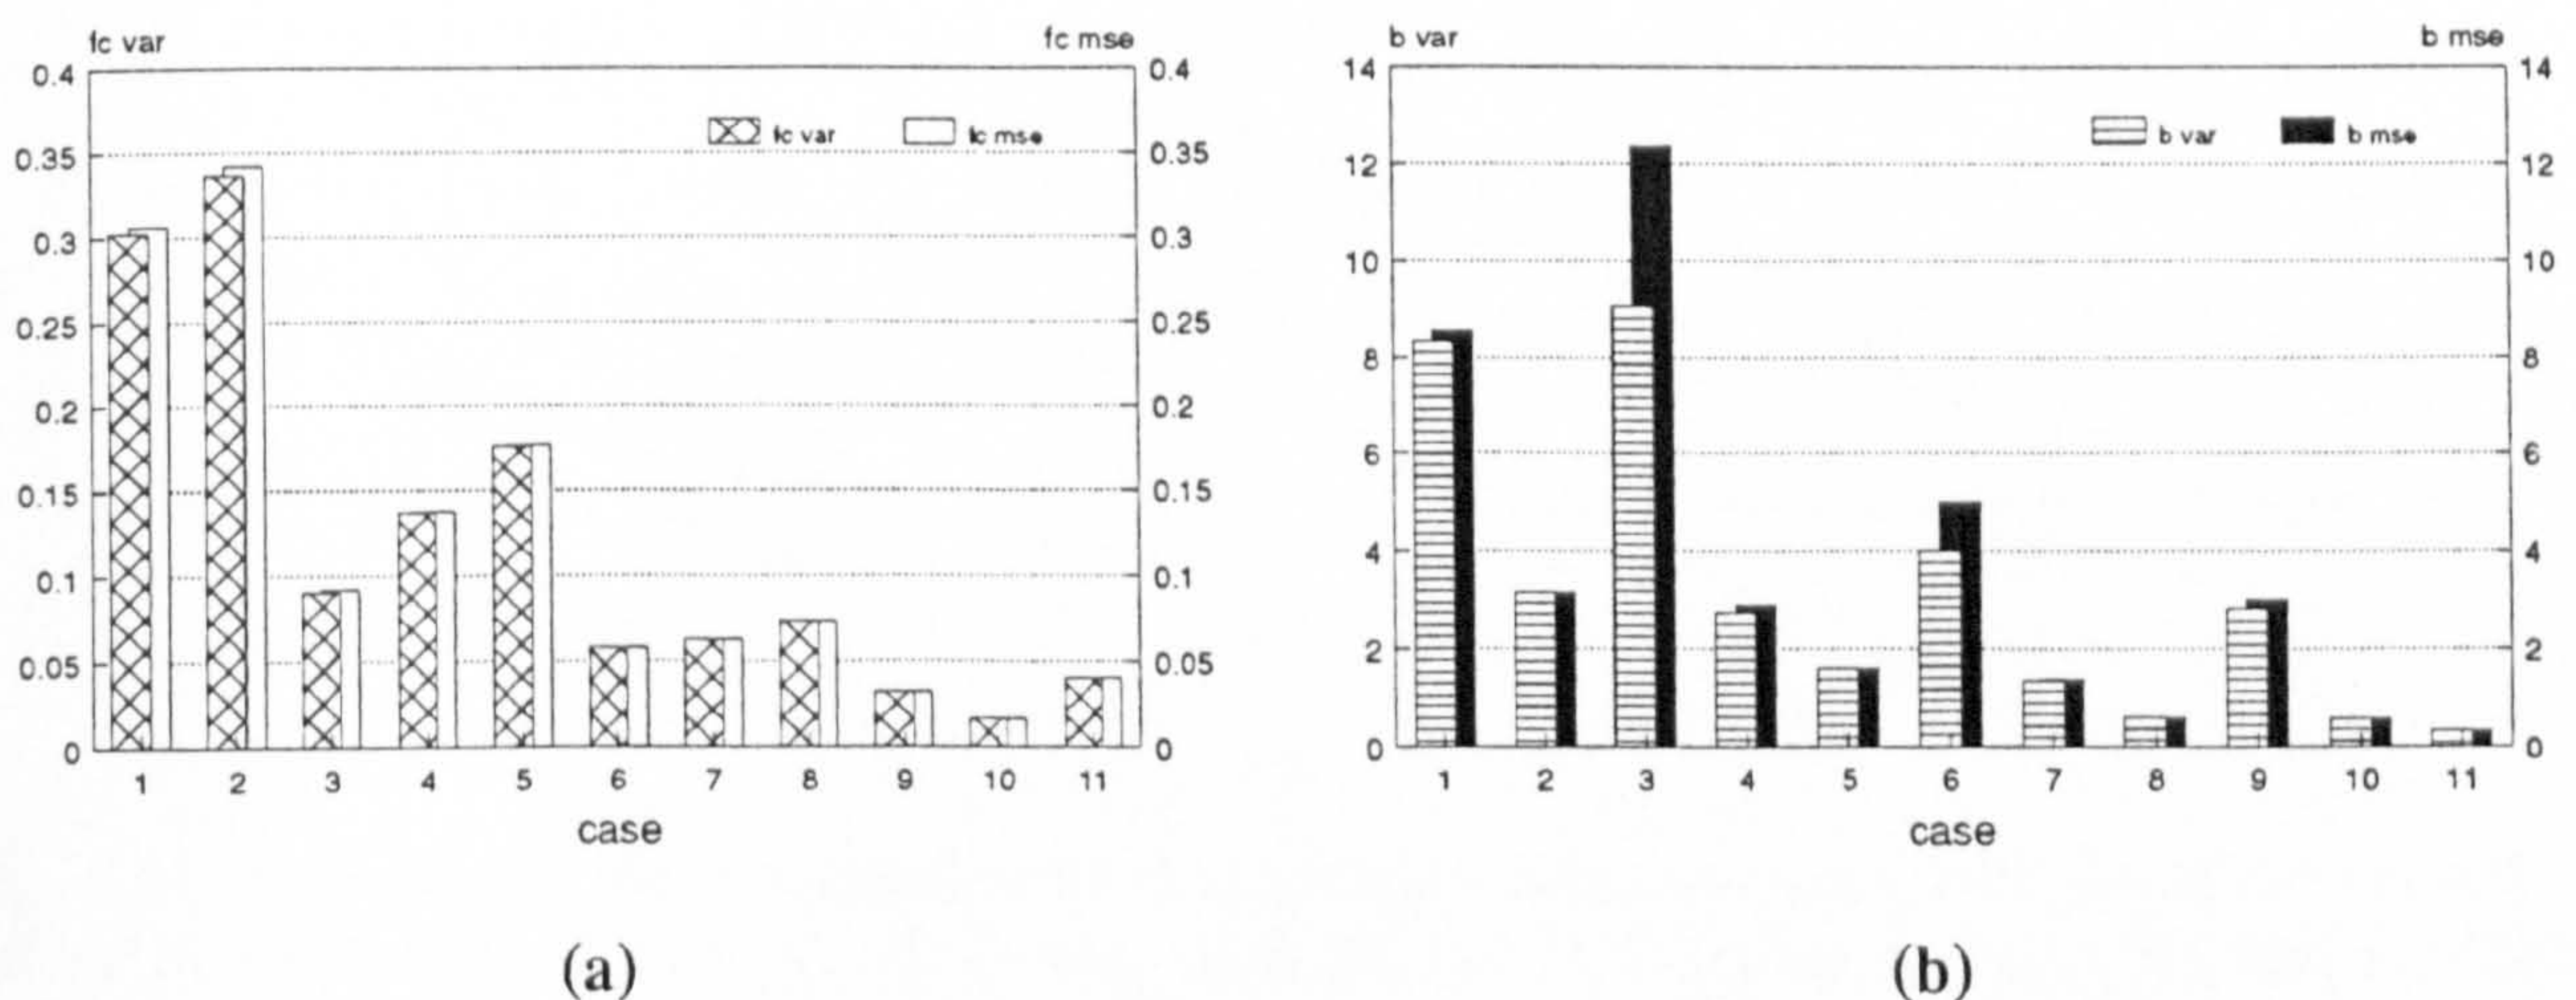 fc var fc mse
0.4 0.4
fc var fc mse
0.35 0.35
0.3 0.3
0.25 0.25
0.2 0.2
0.15 0.15
0.1 0.1
0.05 0.05
0 0
1 2 3 4 5 6 7 8 9 10 11
case
(a)
b var b mse
14 14
b var b mse
12 12
10 10
8 8
6 6
4 4
2 2
0 0
1 2 3 4 5 6 7 8 9 10 11
case
(b)